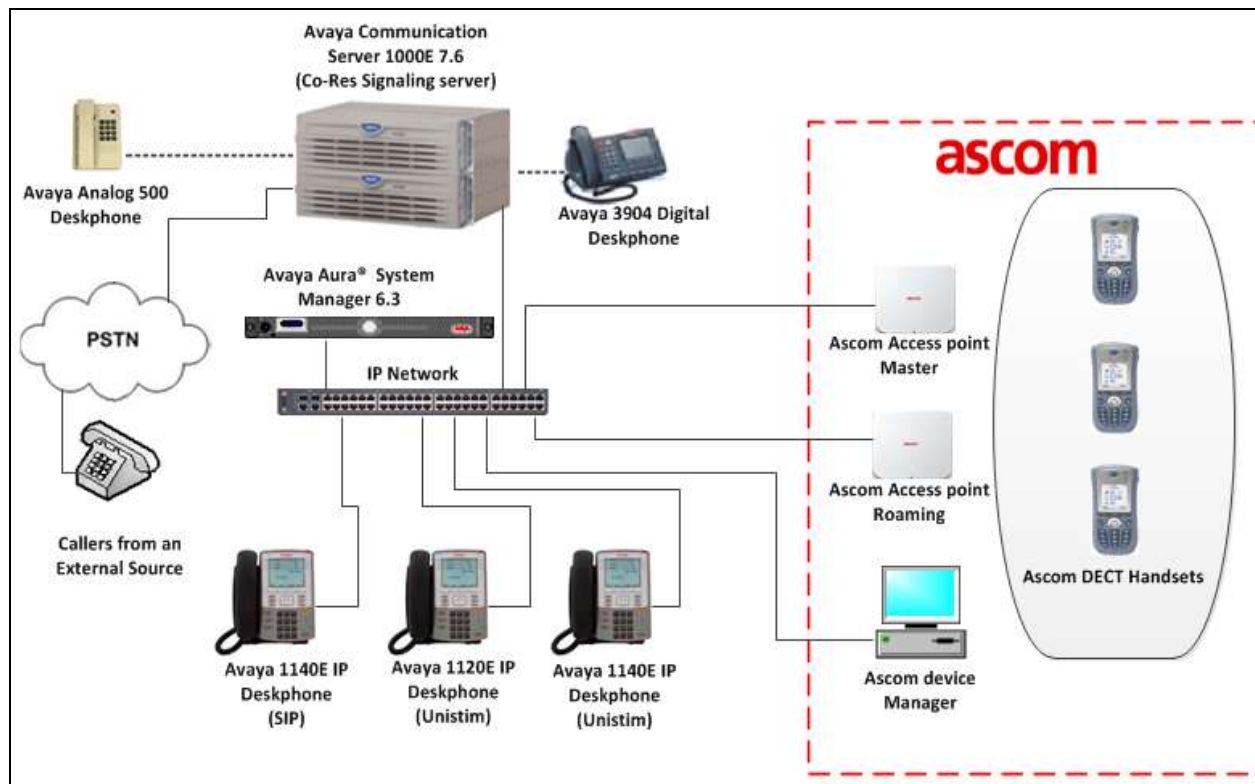 Avaya Communication
Server 1000E 7.6
(Co-Res Signaling server)
Avaya Analog 500
Deskphone
Avaya 3904 Digital
Deskphone
ascom
Avaya Aura® System
Manager 6.3
PSTN
IP Network
Ascom Access point
Master
Ascom Access point
Roaming
Callers from an
External Source
Ascom DECT Handsets
Avaya 1140E IP
Deskphone
(SIP)
Avaya 1120E IP
Deskphone
(Unistim)
Avaya 1140E IP
Deskphone
(Unistim)
Ascom device
Manager